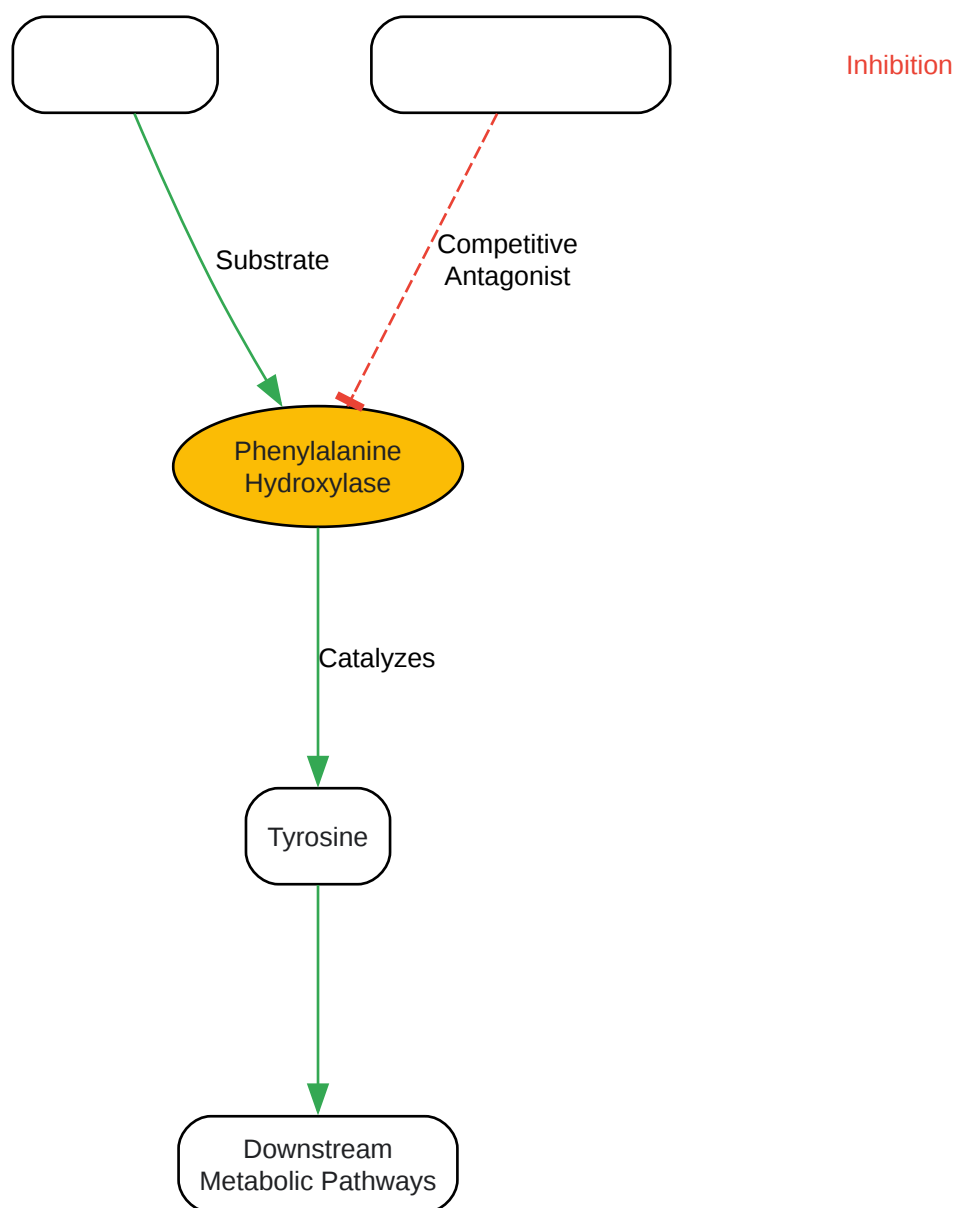 Inhibition
Substrate
Competitive
Antagonist
Phenylalanine
Hydroxylase
Catalyzes
Tyrosine
Downstream
Metabolic Pathways